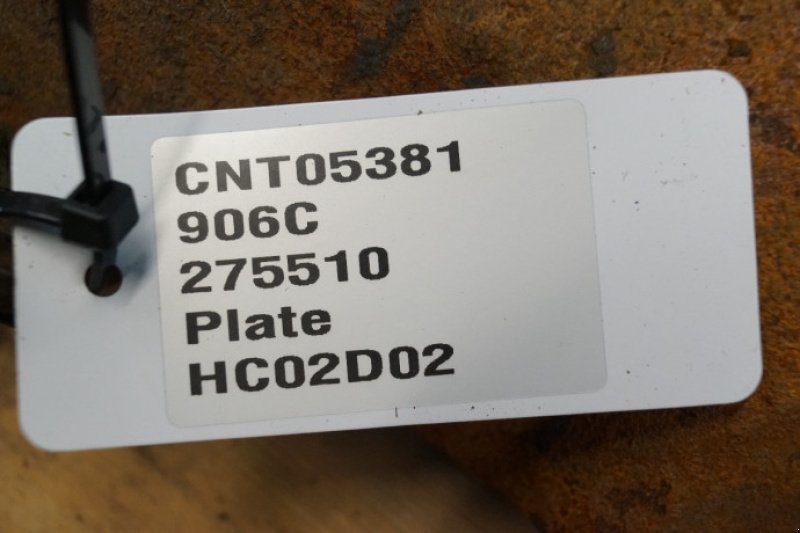 CNT05381
906C
275510
Plate
HC02D02